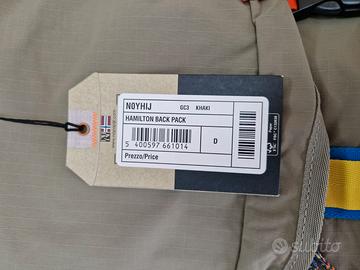 N0YHIJ GC3 KHAKI
HAMILTON BACK PACK
5 400597 661014
D
Prezzo/Price
subito